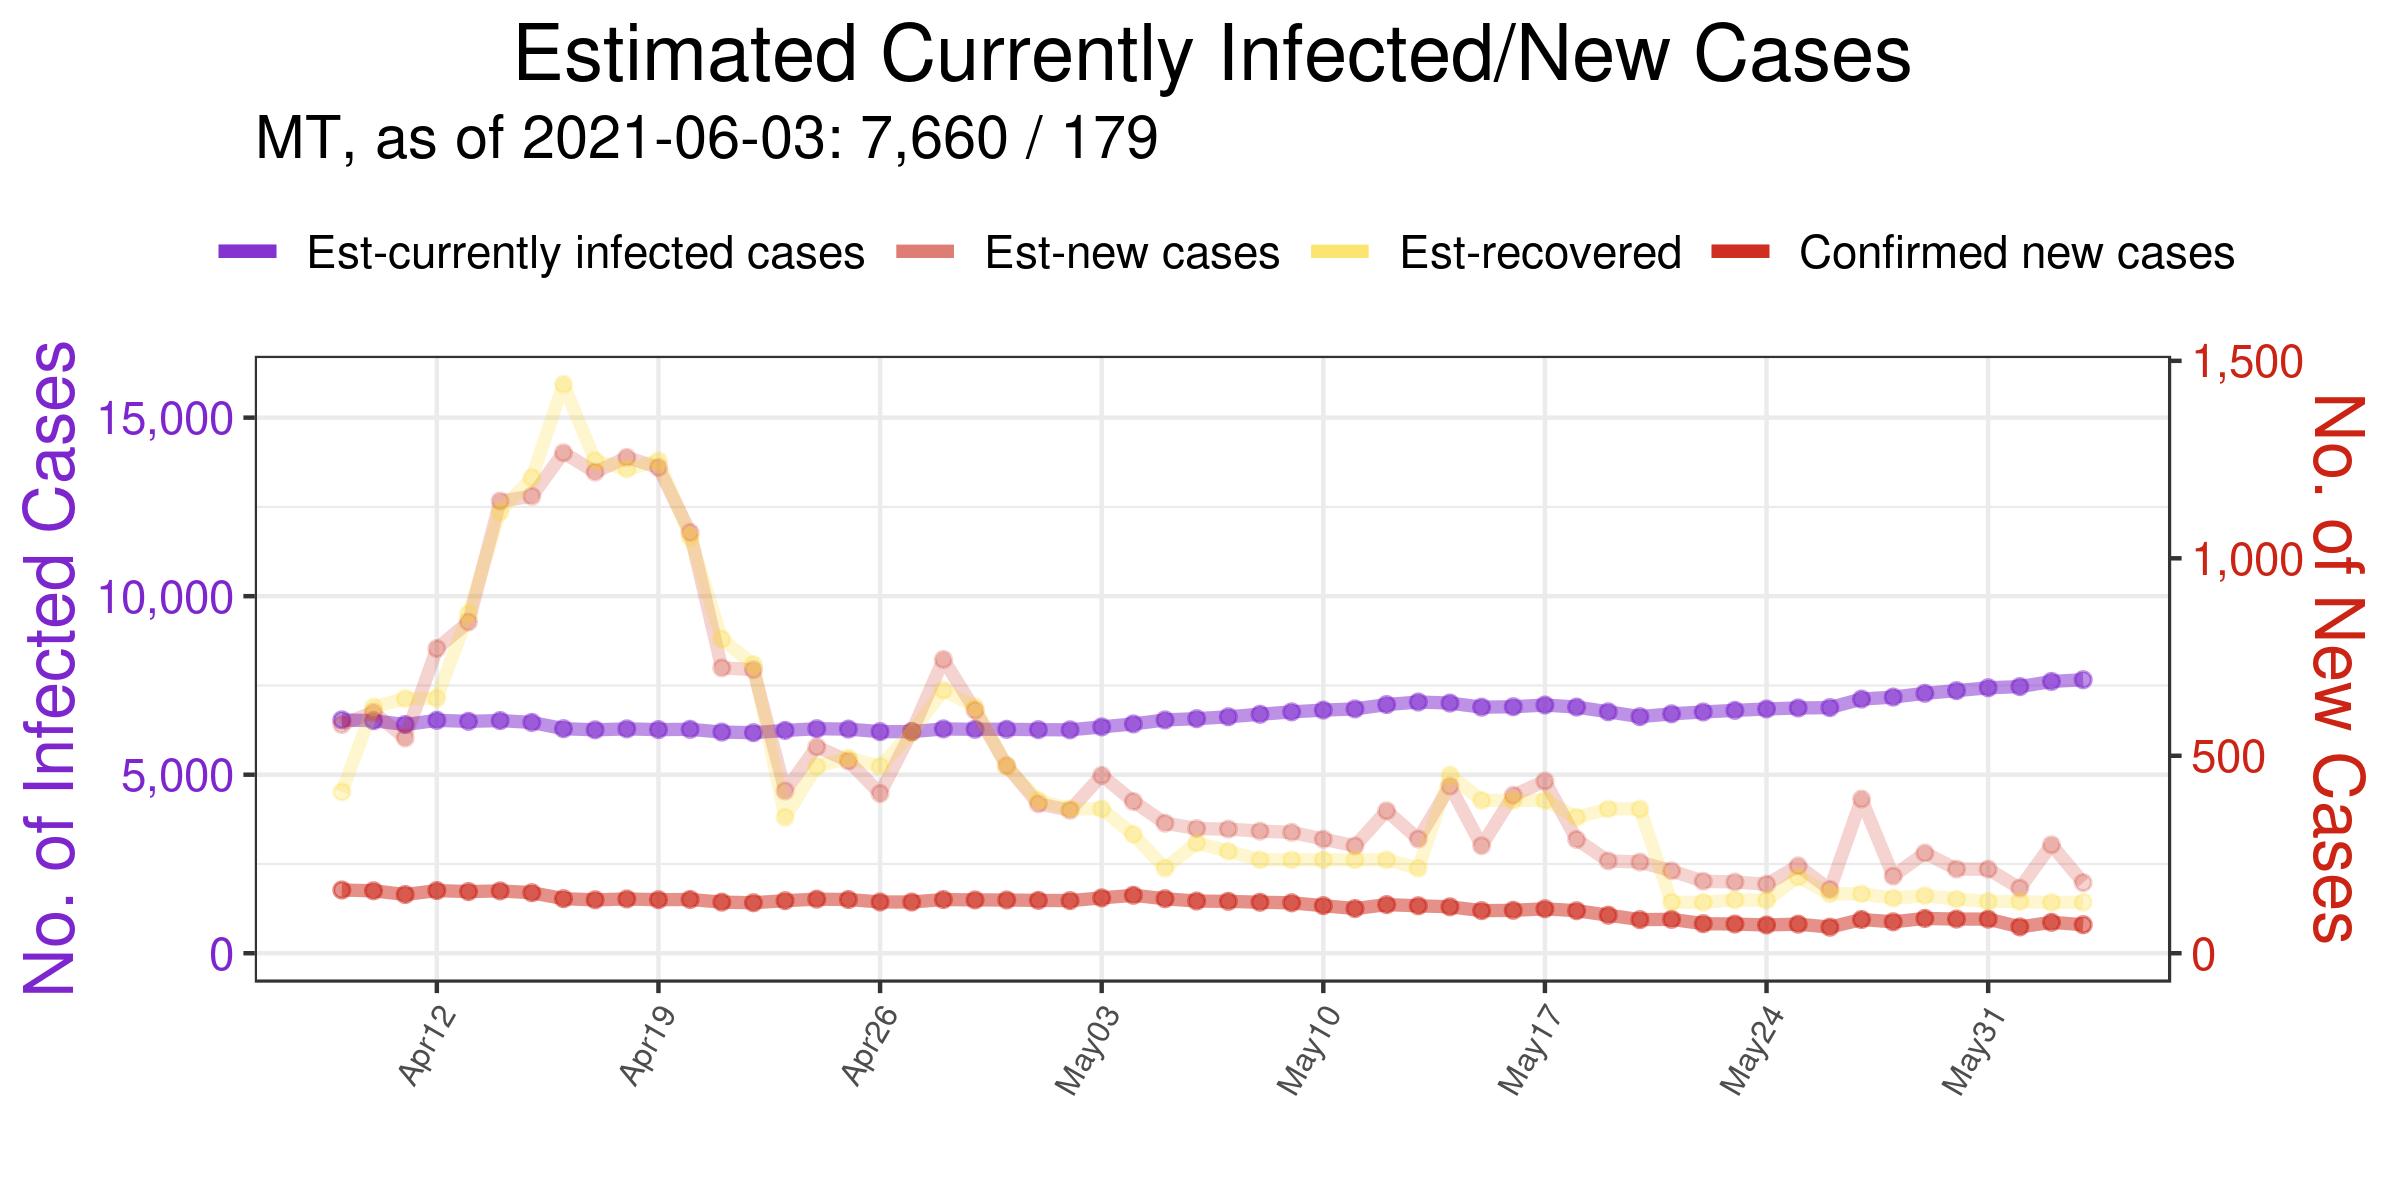 Estimated Currently Infected/New Cases
MT, as of 2021-06-03: 7,660 / 179
Est-currently infected cases Est-new cases Est-recovered Confirmed new cases
No. of Infected Cases
15,000
10,000
5,000
0
1,500
1,000
500
0
No. of New Cases
Apr12 Apr19 Apr26 May03 May10 May17 May24 May31